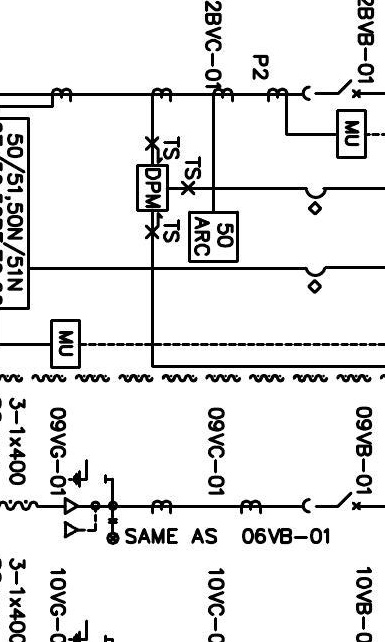 2BVB-01
2BVC-01
P2
MU
TS
TS
DPM
TS
50
ARC
50/51,50N/51N
MU
09VB-01
09VC-01
09VG-01
3-1x400
SAME AS 06VB-01
10VB-0
10VC-0
10VG-0
3-1x400